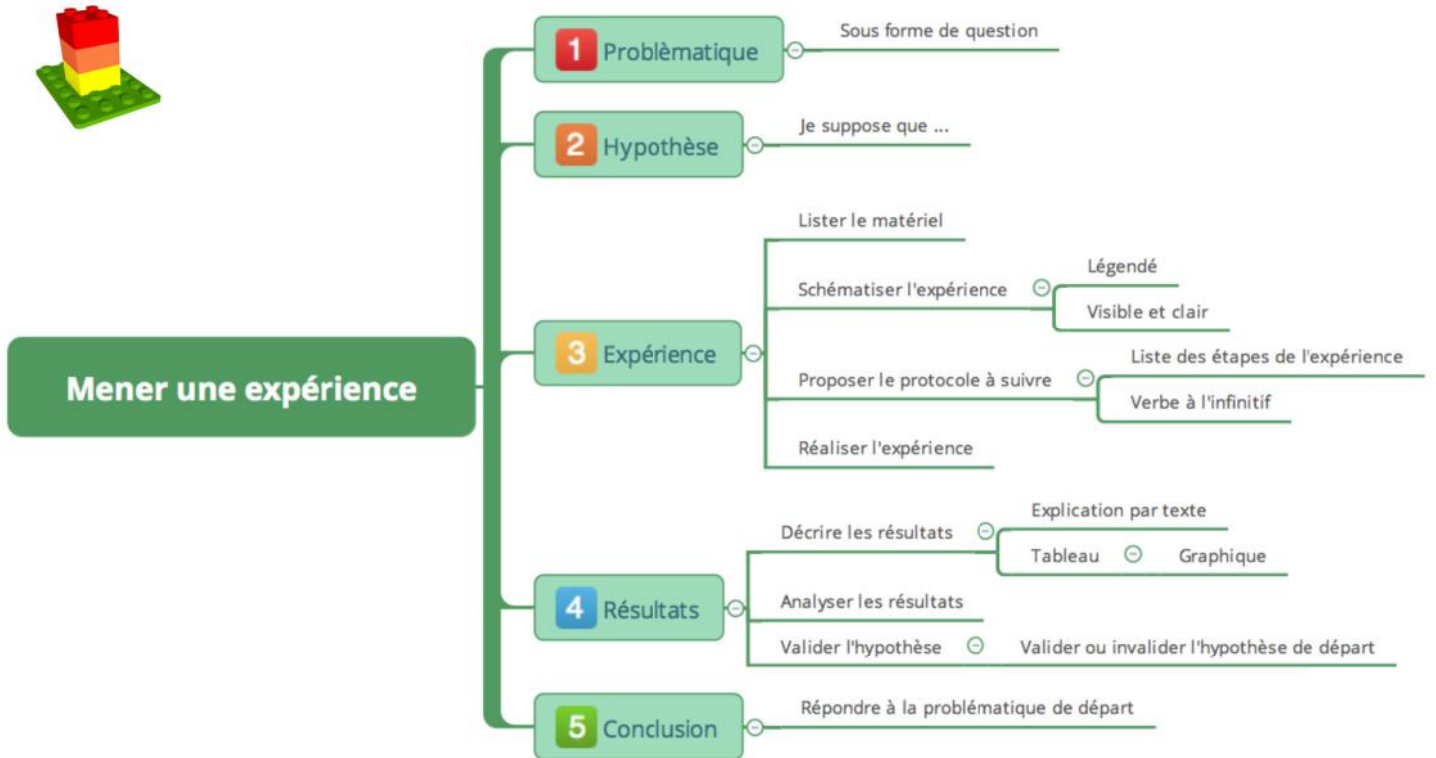 Mener une expérience
1 Problèmatique
Sous forme de question
2 Hypothèse
Je suppose que ...
3 Expérience
Lister le matériel
Schématiser l'expérience
Légendé
Visible et clair
Proposer le protocole à suivre
Liste des étapes de l'expérience
Verbe à l'infinitif
Réaliser l'expérience
4 Résultats
Décrire les résultats
Explication par texte
Tableau
Graphique
Analyser les résultats
Valider l'hypothèse
Valider ou invalider l'hypothèse de départ
5 Conclusion
Répondre à la problématique de départ